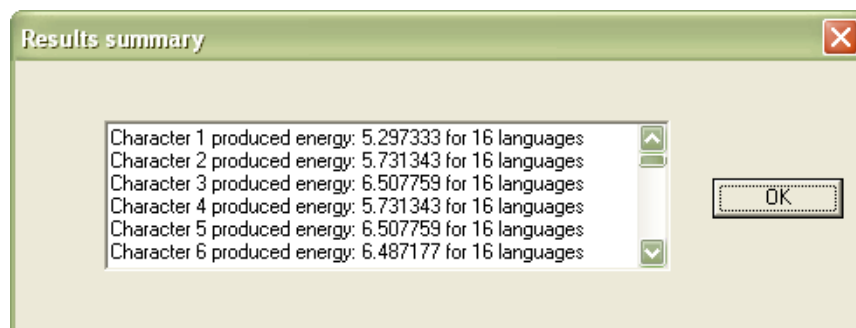 Results summary
Character 1 produced energy: 5.297333 for 16 languages
Character 2 produced energy: 5.731343 for 16 languages
Character 3 produced energy: 6.507759 for 16 languages
Character 4 produced energy: 5.731343 for 16 languages
Character 5 produced energy: 6.507759 for 16 languages
Character 6 produced energy: 6.487177 for 16 languages
OK